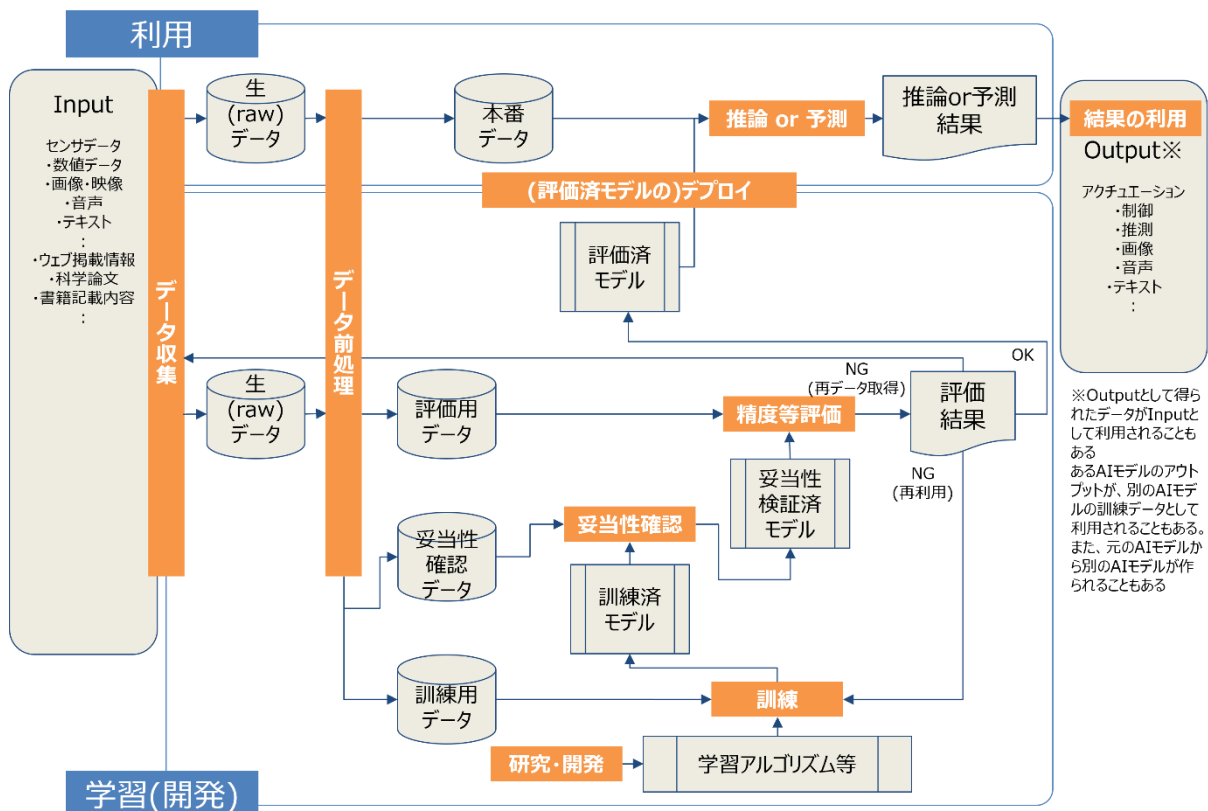 利用
Input
センサデータ
・数値データ
・画像・映像
・音声
・テキスト
:
・ウェブ掲載情報
・科学論文
・書籍記載内容
:
データ収集
生
(raw)
データ
データ前処理
本番
データ
推論 or 予測
推論or予測
結果
結果の利用
Output※
アクチュエーション
・制御
・推測
・画像
・音声
・テキスト
:
(評価済モデルの)デプロイ
評価済
モデル
OK
生
(raw)
データ
評価用
データ
精度等評価
NG
(再データ取得)
評価
結果
NG
(再利用)
※Outputとして得ら
れたデータがInputと
して利用されることも
ある
あるAIモデルのアウト
プットが、別のAIモデ
ルの訓練データとして
利用されることもある。
また、元のAIモデルか
ら別のAIモデルが作
られることもある
妥当性
確認
データ
妥当性確認
妥当性
検証済
モデル
訓練済
モデル
訓練用
データ
訓練
研究・開発
学習アルゴリズム等
学習(開発)